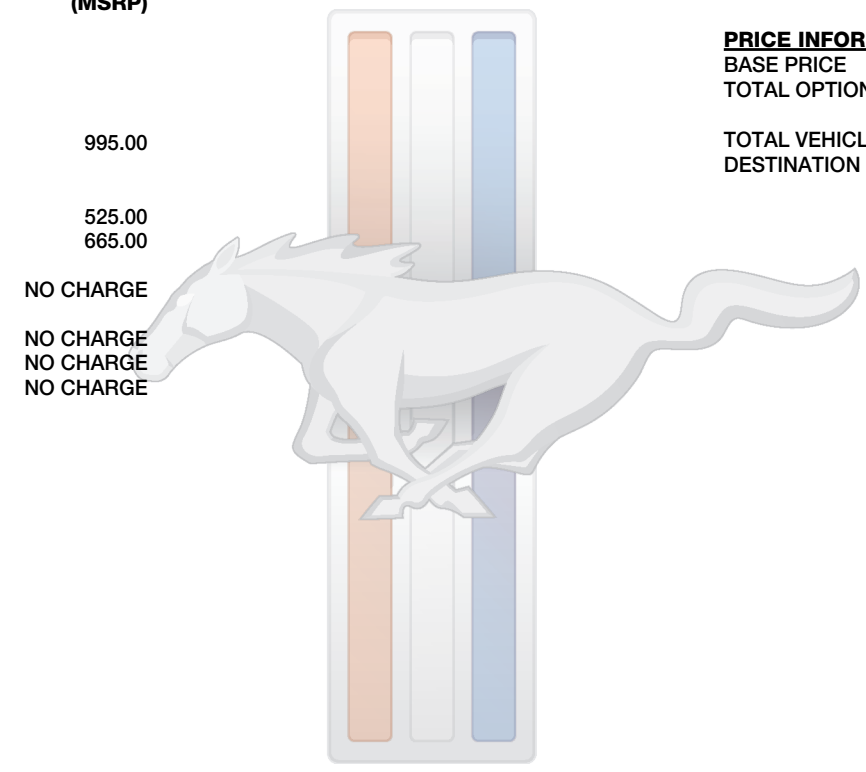 (MSRP)
995.00
525.00
665.00
NO CHARGE
NO CHARGE
NO CHARGE
NO CHARGE
PRICE INFOR
BASE PRICE
TOTAL OPTION
TOTAL VEHICL
DESTINATION